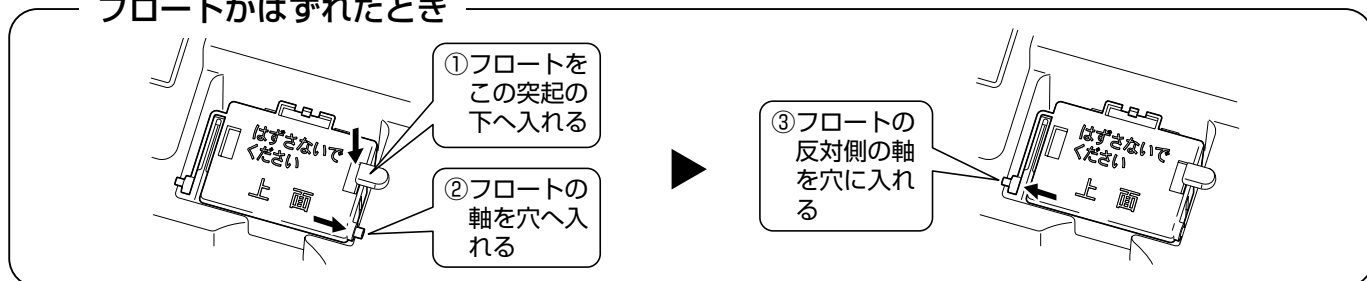 フロートがはずれたとき
①フロートを
この突起の
下へ入れる
はずさないで
ください
上 面
②フロートの
軸を穴へ入
れる
③フロートの
反対側の軸
を穴に入れ
る
はずさないで
ください
上 面